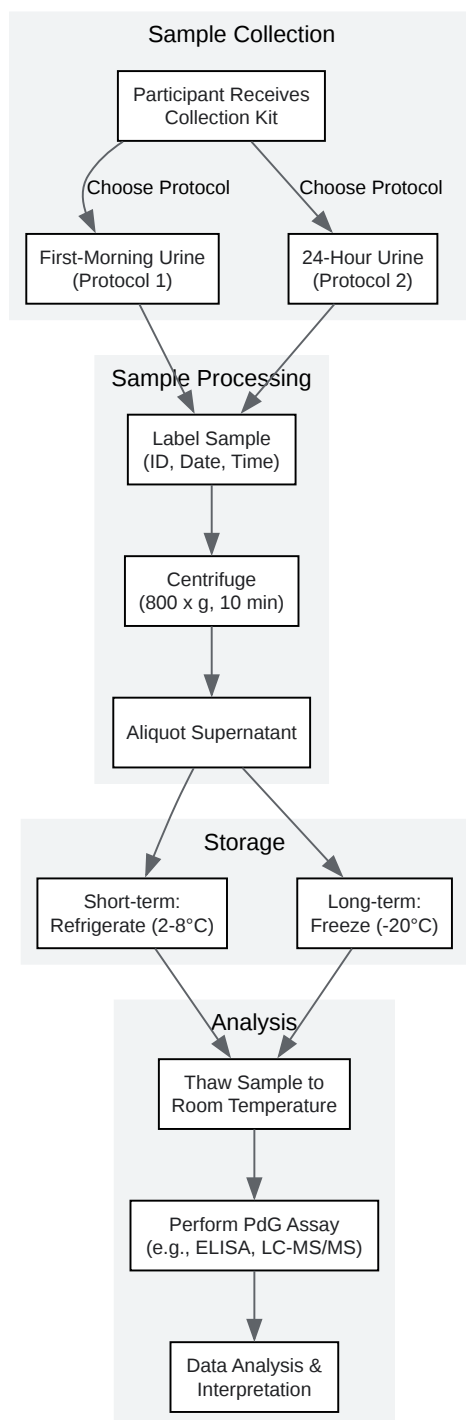 Sample Collection
Participant Receives
Collection Kit
Choose Protocol
Choose Protocol
First-Morning Urine
(Protocol 1)
24-Hour Urine
(Protocol 2)
Sample Processing
Label Sample
(ID, Date, Time)
Centrifuge
(800 x g, 10 min)
Aliquot Supernatant
Storage
Short-term:
Refrigerate (2-8°C)
Long-term:
Freeze (-20°C)
Analysis
Thaw Sample to
Room Temperature
Perform PdG Assay
(e.g., ELISA, LC-MS/MS)
Data Analysis &
Interpretation